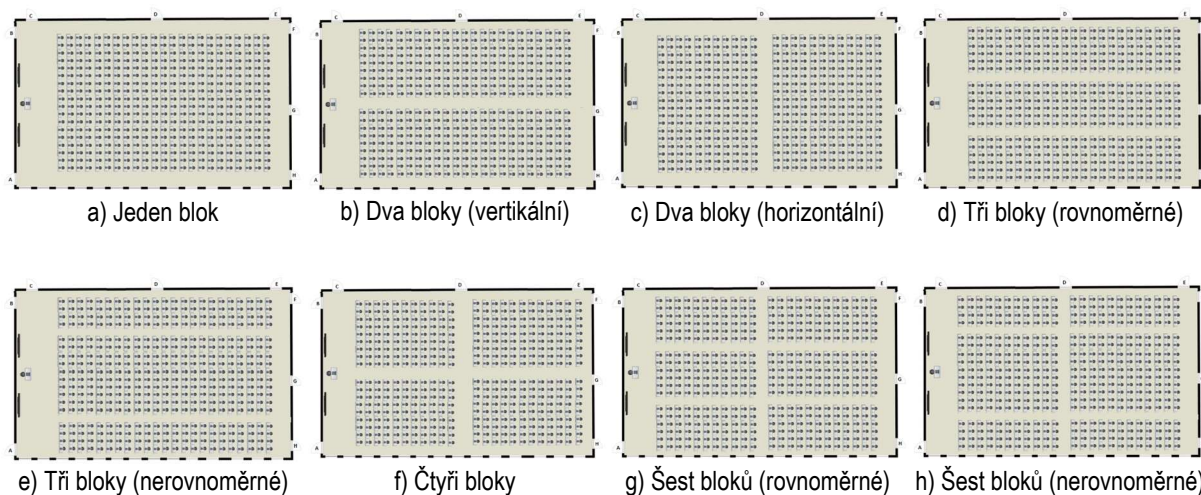 C D E
B F
G
A H
a) Jeden blok
C D E
B F
G
A H
b) Dva bloky (vertikální)
C D E
B F
G
A H
c) Dva bloky (horizontální)
C D E
B F
G
A H
d) Tři bloky (rovnoměrné)
C D E
B F
G
A H
e) Tři bloky (nerovnoměrné)
C D E
B F
G
A H
f) Čtyři bloky
C D E
B F
G
A H
g) Šest bloků (rovnoměrné)
C D E
B F
G
A H
h) Šest bloků (nerovnoměrné)